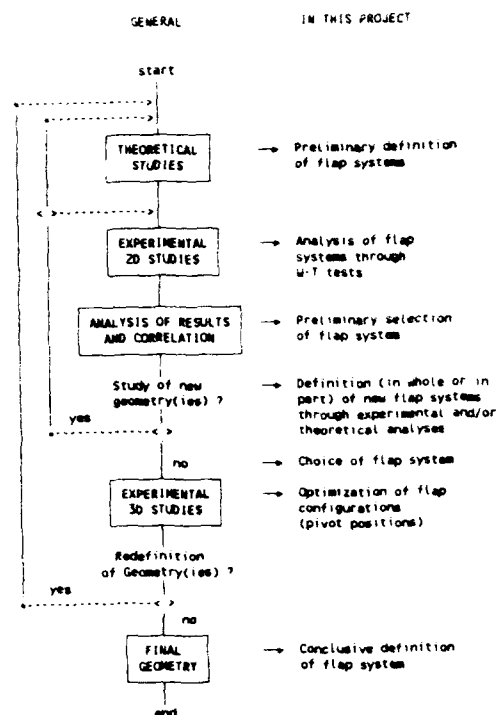 GENERAL IN THIS PROJECT
start
THEORETICAL STUDIES → Preliminary definition
of flap systems
EXPERIMENTAL
2D STUDIES → Analysis of flap
systems through
W-T tests
ANALYSIS OF RESULTS
AND CORRELATION → Preliminary selection
of flap system
Study of new
geometry(ies) ? → Definition (in whole or in
part) of new flap systems
through experimental and/or
theoretical analyses
yes
no → Choice of flap system
EXPERIMENTAL
3D STUDIES → Optimization of flap
configurations
(pivot positions)
Redefinition
of Geometry(ies) ?
yes
no
FINAL
GEOMETRY → Conclusive definition
of flap system
end